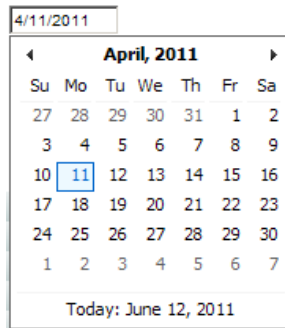 4/11/2011
April, 2011
Su Mo Tu We Th Fr Sa
27 28 29 30 31 1 2
3 4 5 6 7 8 9
10 11 12 13 14 15 16
17 18 19 20 21 22 23
24 25 26 27 28 29 30
1 2 3 4 5 6 7
Today: June 12, 2011